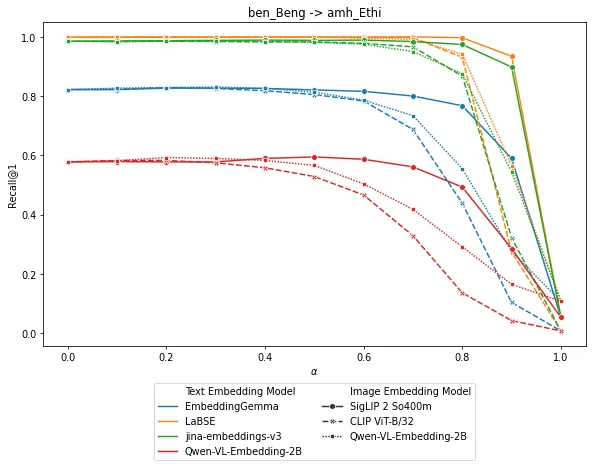 ben_Beng -> amh_Ethi
Recall@1
1.0
0.8
0.6
0.4
0.2
0.0
0.0 0.2 0.4 0.6 0.8 1.0
α
Text Embedding Model
EmbeddingGemma
LaBSE
jina-embeddings-v3
Qwen-VL-Embedding-2B
Image Embedding Model
SigLIP 2 So400m
CLIP ViT-B/32
Qwen-VL-Embedding-2B